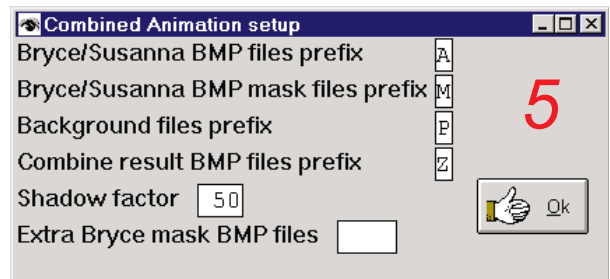 Combined Animation setup
Bryce/Susanna BMP files prefix A
Bryce/Susanna BMP mask files prefix M
Background files prefix P
Combine result BMP files prefix Z
Shadow factor 50
Extra Bryce mask BMP files
5
Ok